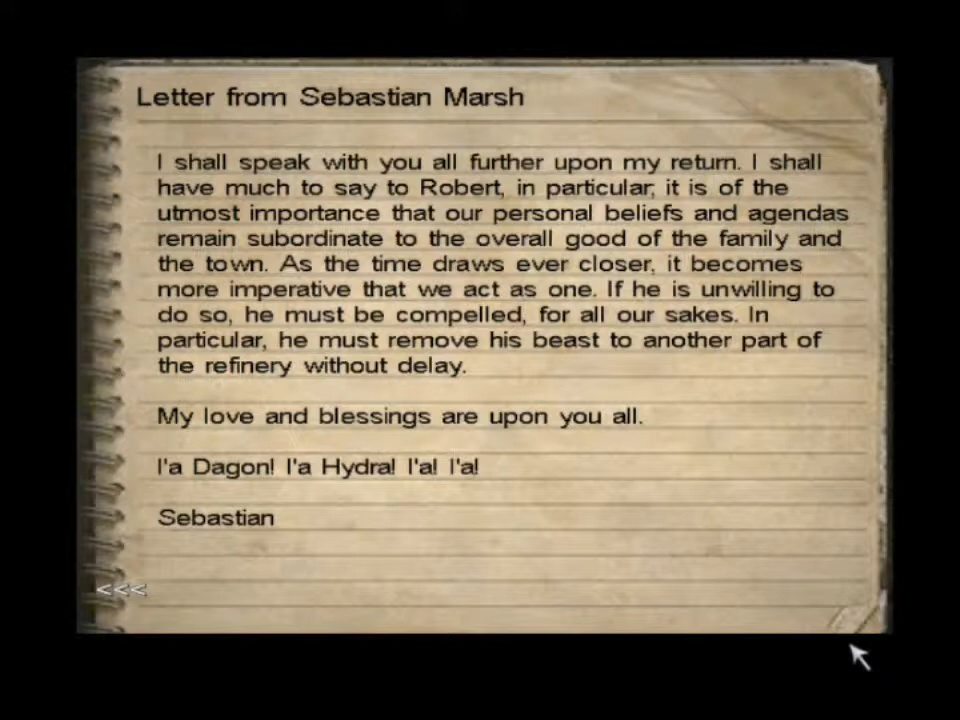 Letter from Sebastian Marsh
I shall speak with you all further upon my return. I shall
have much to say to Robert, in particular; it is of the
utmost importance that our personal beliefs and agendas
remain subordinate to the overall good of the family and
the town. As the time draws ever closer, it becomes
more imperative that we act as one. If he is unwilling to
do so, he must be compelled, for all our sakes. In
particular, he must remove his beast to another part of
the refinery without delay.
My love and blessings are upon you all.
I'a Dagon! I'a Hydra! I'a! I'a!
Sebastian
<<<